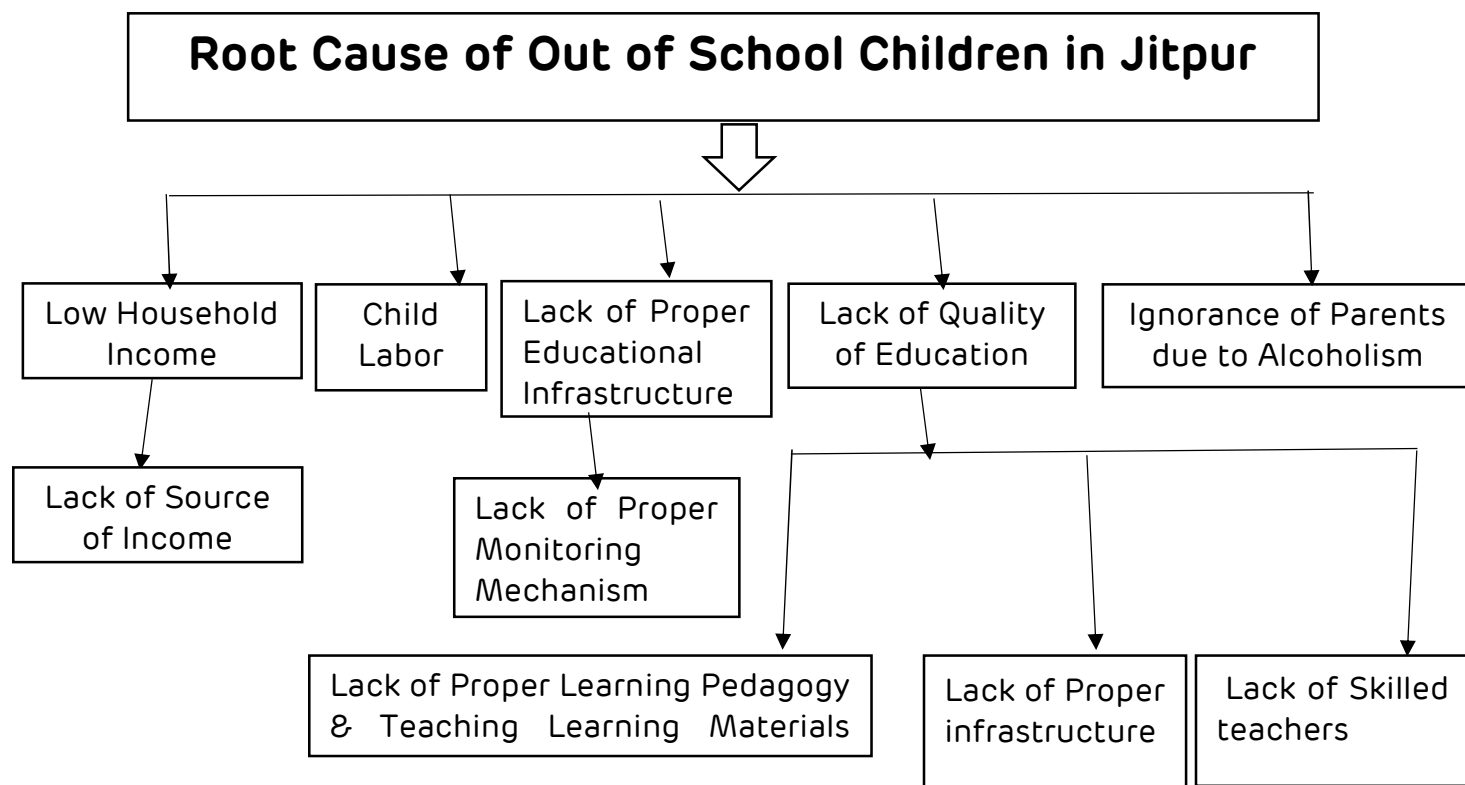 Root Cause of Out of School Children in Jitpur
Low Household
Income
Child
Labor
Lack of Proper
Educational
Infrastructure
Lack of Quality
of Education
Ignorance of Parents
due to Alcoholism
Lack of Source
of Income
Lack of Proper
Monitoring
Mechanism
Lack of Proper Learning Pedagogy
& Teaching Learning Materials
Lack of Proper
infrastructure
Lack of Skilled
teachers